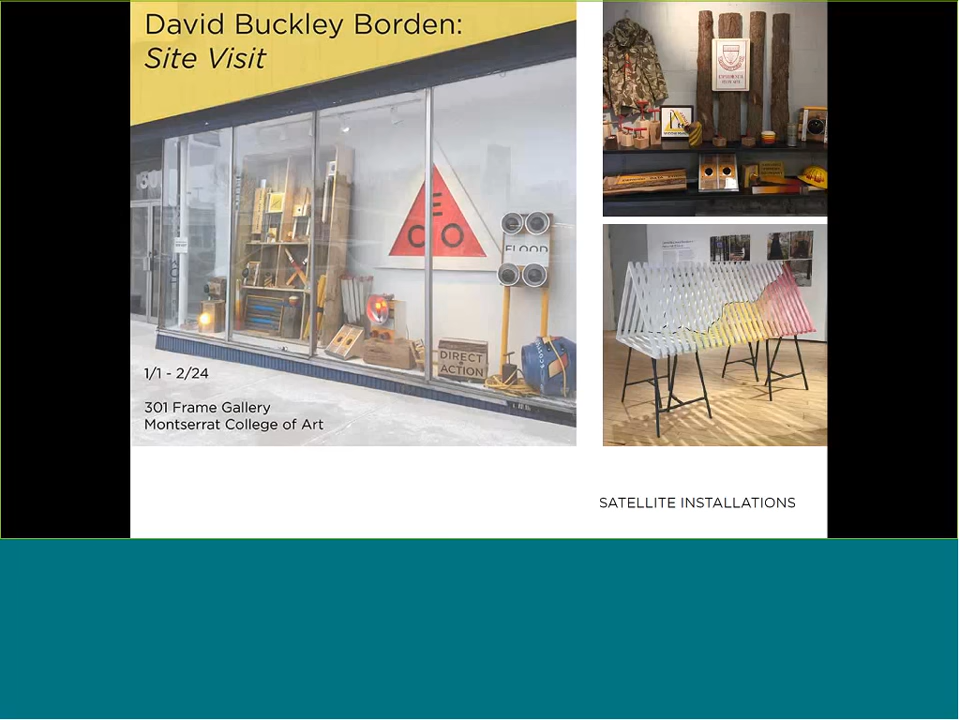 David Buckley Borden:
Site Visit
301
E
C O
FLOOD
DIRECT
ACTION
1/1 - 2/24
301 Frame Gallery
Montserrat College of Art
SATELLITE INSTALLATIONS